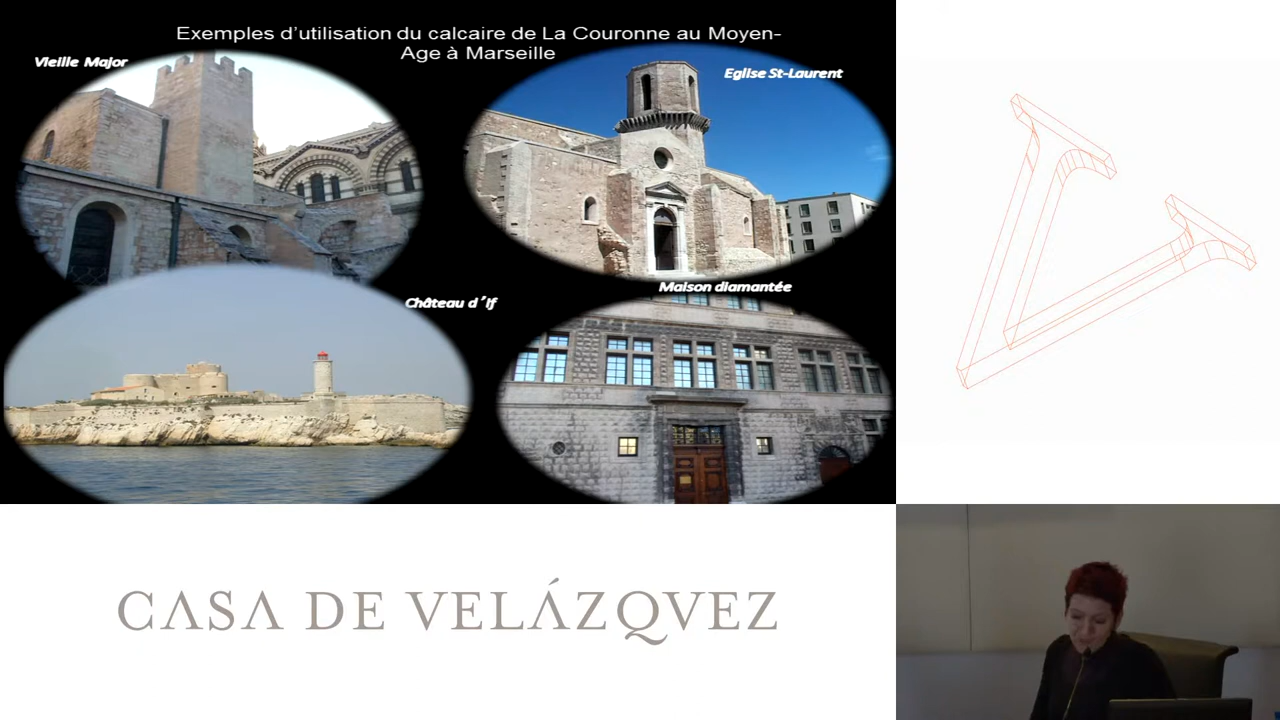 Exemples d'utilisation du calcaire de La Couronne au Moyen-
Age à Marseille
Vieille Major
Eglise St-Laurent
Château d'If
Maison diamantée
CASA DE VELÁZQVEZ